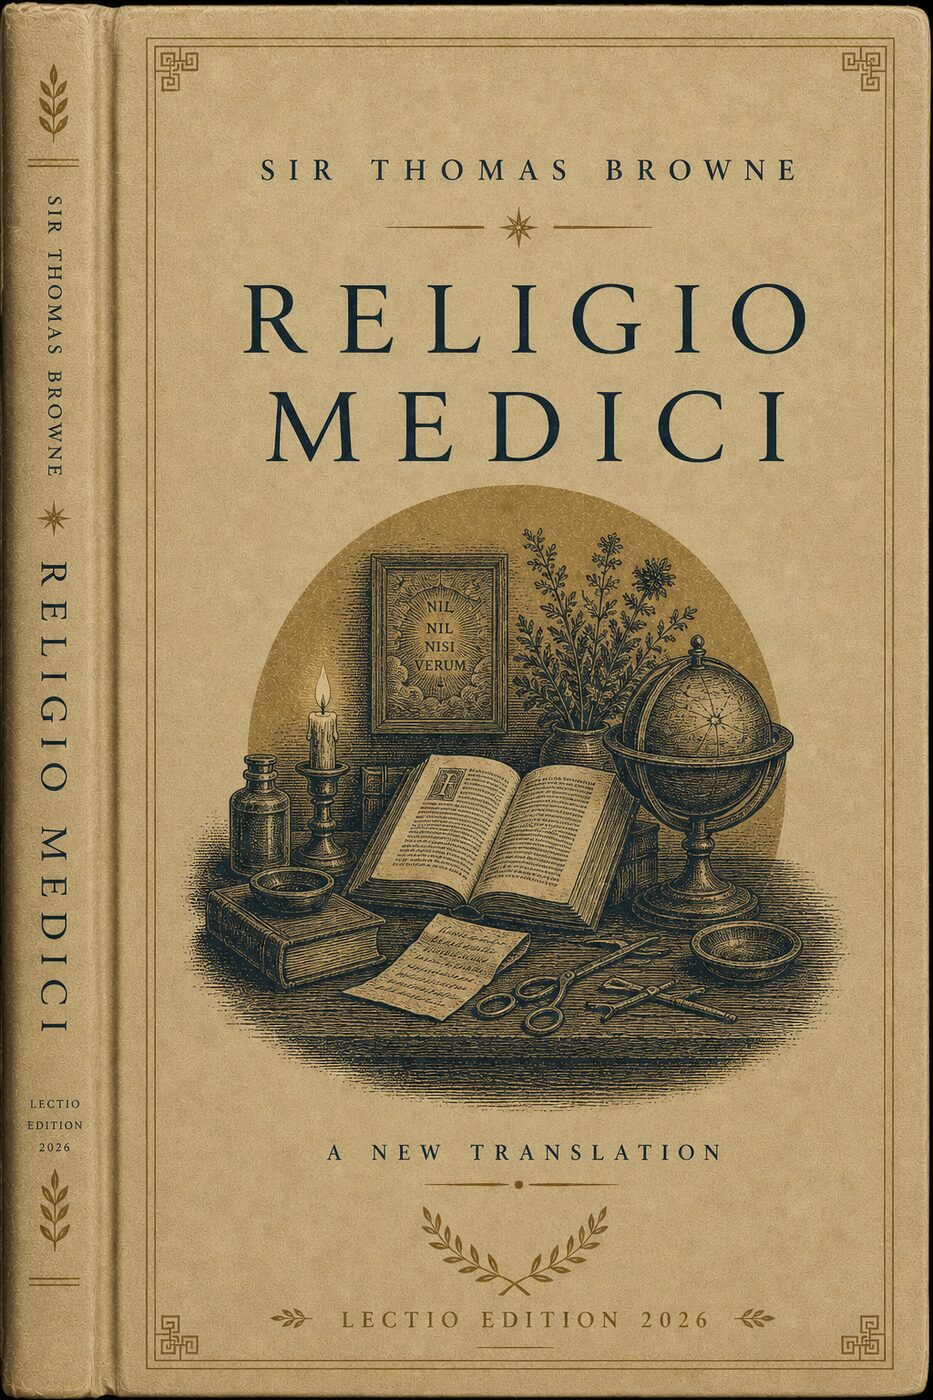 SIR THOMAS BROWNE
RELIGIO MEDICI
LECTIO
EDITION
2026
SIR THOMAS BROWNE
RELIGIO
MEDICI
NIL
NIL
NISI
VERUM
A NEW TRANSLATION
LECTIO EDITION 2026